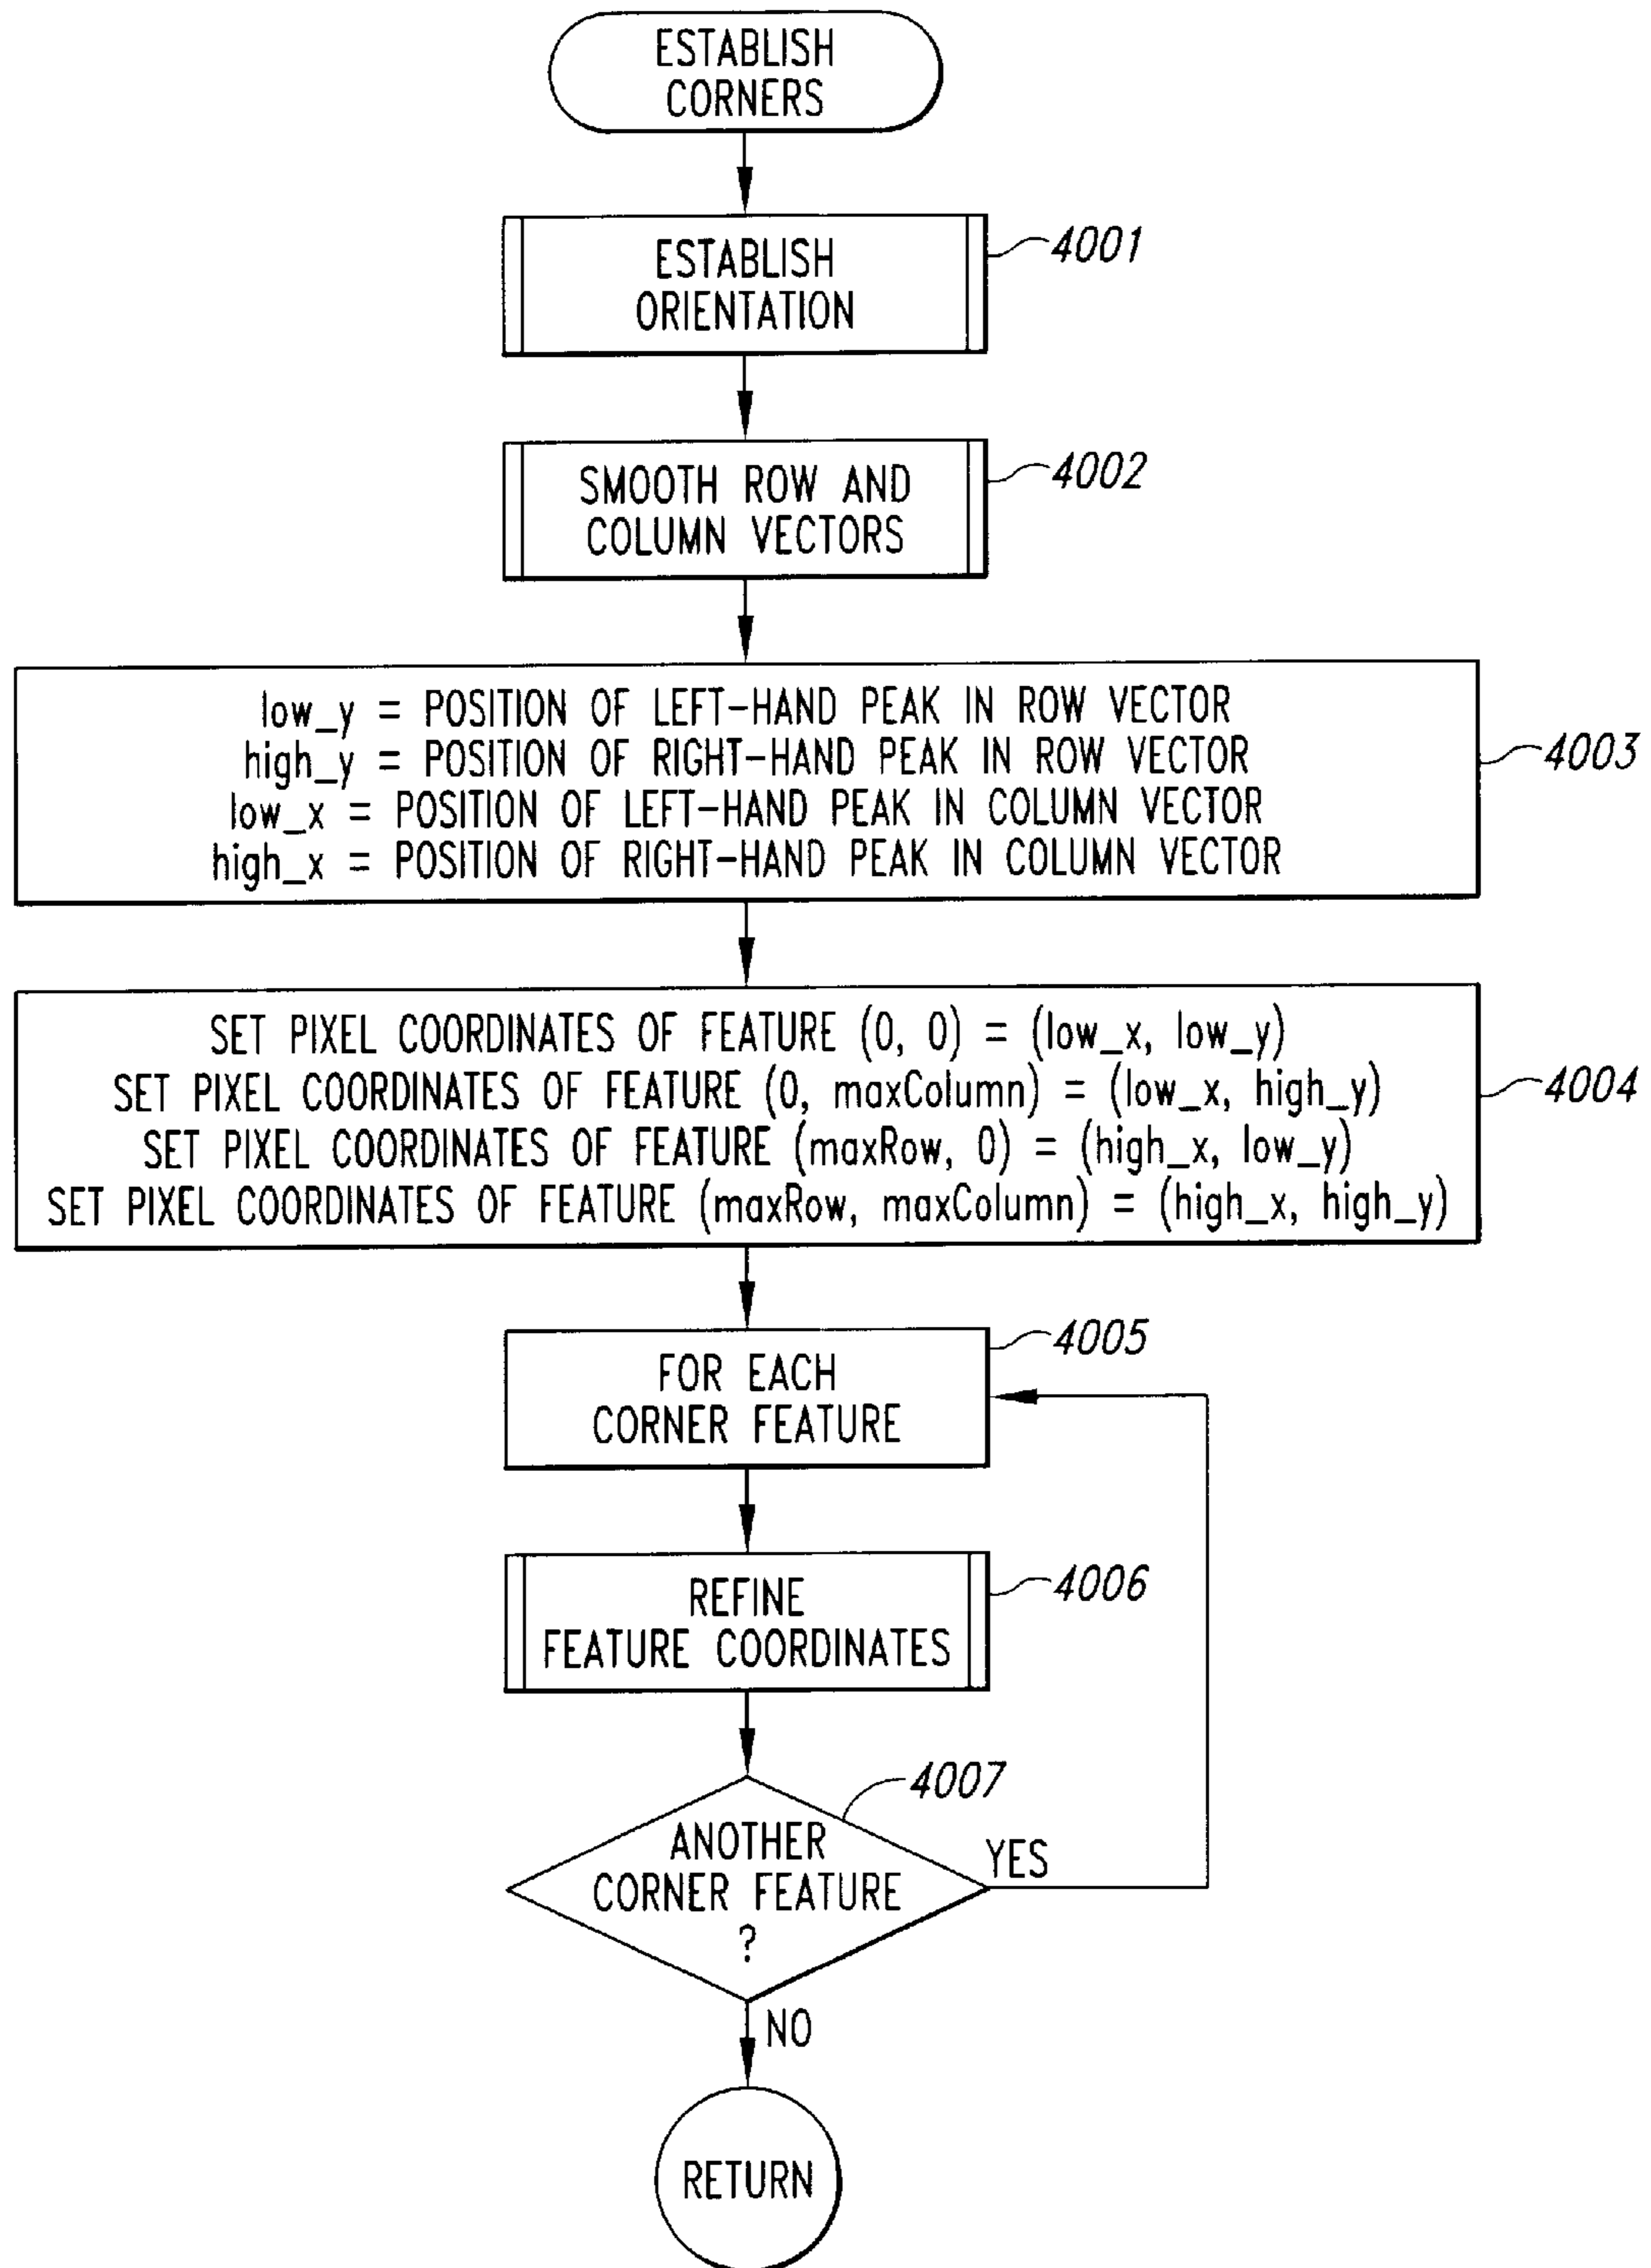 ESTABLISH
CORNERS
ESTABLISH
ORIENTATION
4001
SMOOTH ROW AND
COLUMN VECTORS
4002
low_y = POSITION OF LEFT-HAND PEAK IN ROW VECTOR
high_y = POSITION OF RIGHT-HAND PEAK IN ROW VECTOR
low_x = POSITION OF LEFT-HAND PEAK IN COLUMN VECTOR
high_x = POSITION OF RIGHT-HAND PEAK IN COLUMN VECTOR
4003
SET PIXEL COORDINATES OF FEATURE (0, 0) = (low_x, low_y)
SET PIXEL COORDINATES OF FEATURE (0, maxColumn) = (low_x, high_y)
SET PIXEL COORDINATES OF FEATURE (maxRow, 0) = (high_x, low_y)
SET PIXEL COORDINATES OF FEATURE (maxRow, maxColumn) = (high_x, high_y)
4004
FOR EACH
CORNER FEATURE
4005
REFINE
FEATURE COORDINATES
4006
ANOTHER
CORNER FEATURE
?
4007
YES
NO
RETURN